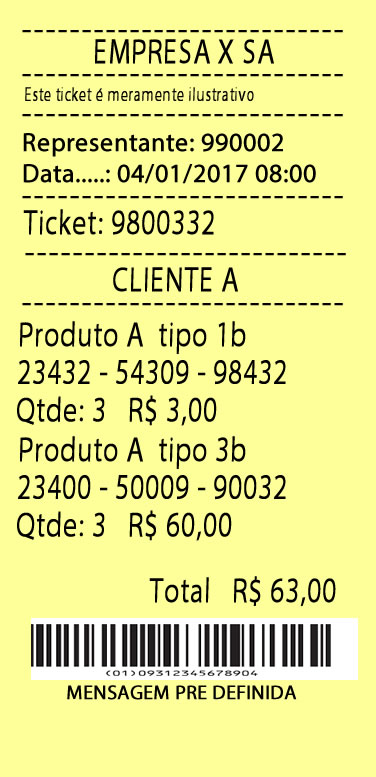 EMPRESA X SA
Este ticket é meramente ilustrativo
Representante: 990002
Data.....: 04/01/2017 08:00
Ticket: 9800332
CLIENTE A
Produto A tipo 1b
23432 - 54309 - 98432
Qtde: 3 R$ 3,00
Produto A tipo 3b
23400 - 50009 - 90032
Qtde: 3 R$ 60,00
Total R$ 63,00
(01)09312345678904
MENSAGEM PRE DEFINIDA